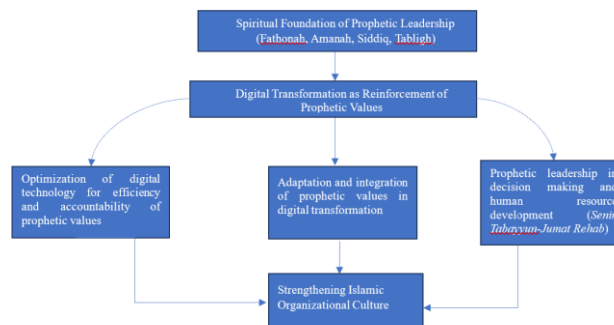 Spiritual Foundation of Prophetic Leadership
(Fathonah, Amanah, Siddiq, Tabligh)
Digital Transformation as Reinforcement of
Prophetic Values
Optimization of digital
technology for efficiency
and accountability of
prophetic values
Adaptation and integration
of prophetic values in
digital transformation
Prophetic leadership in
decision making and
human resource
development (Senin
Tabayyun-Jumat Rehab)
Strengthening Islamic
Organizational Culture